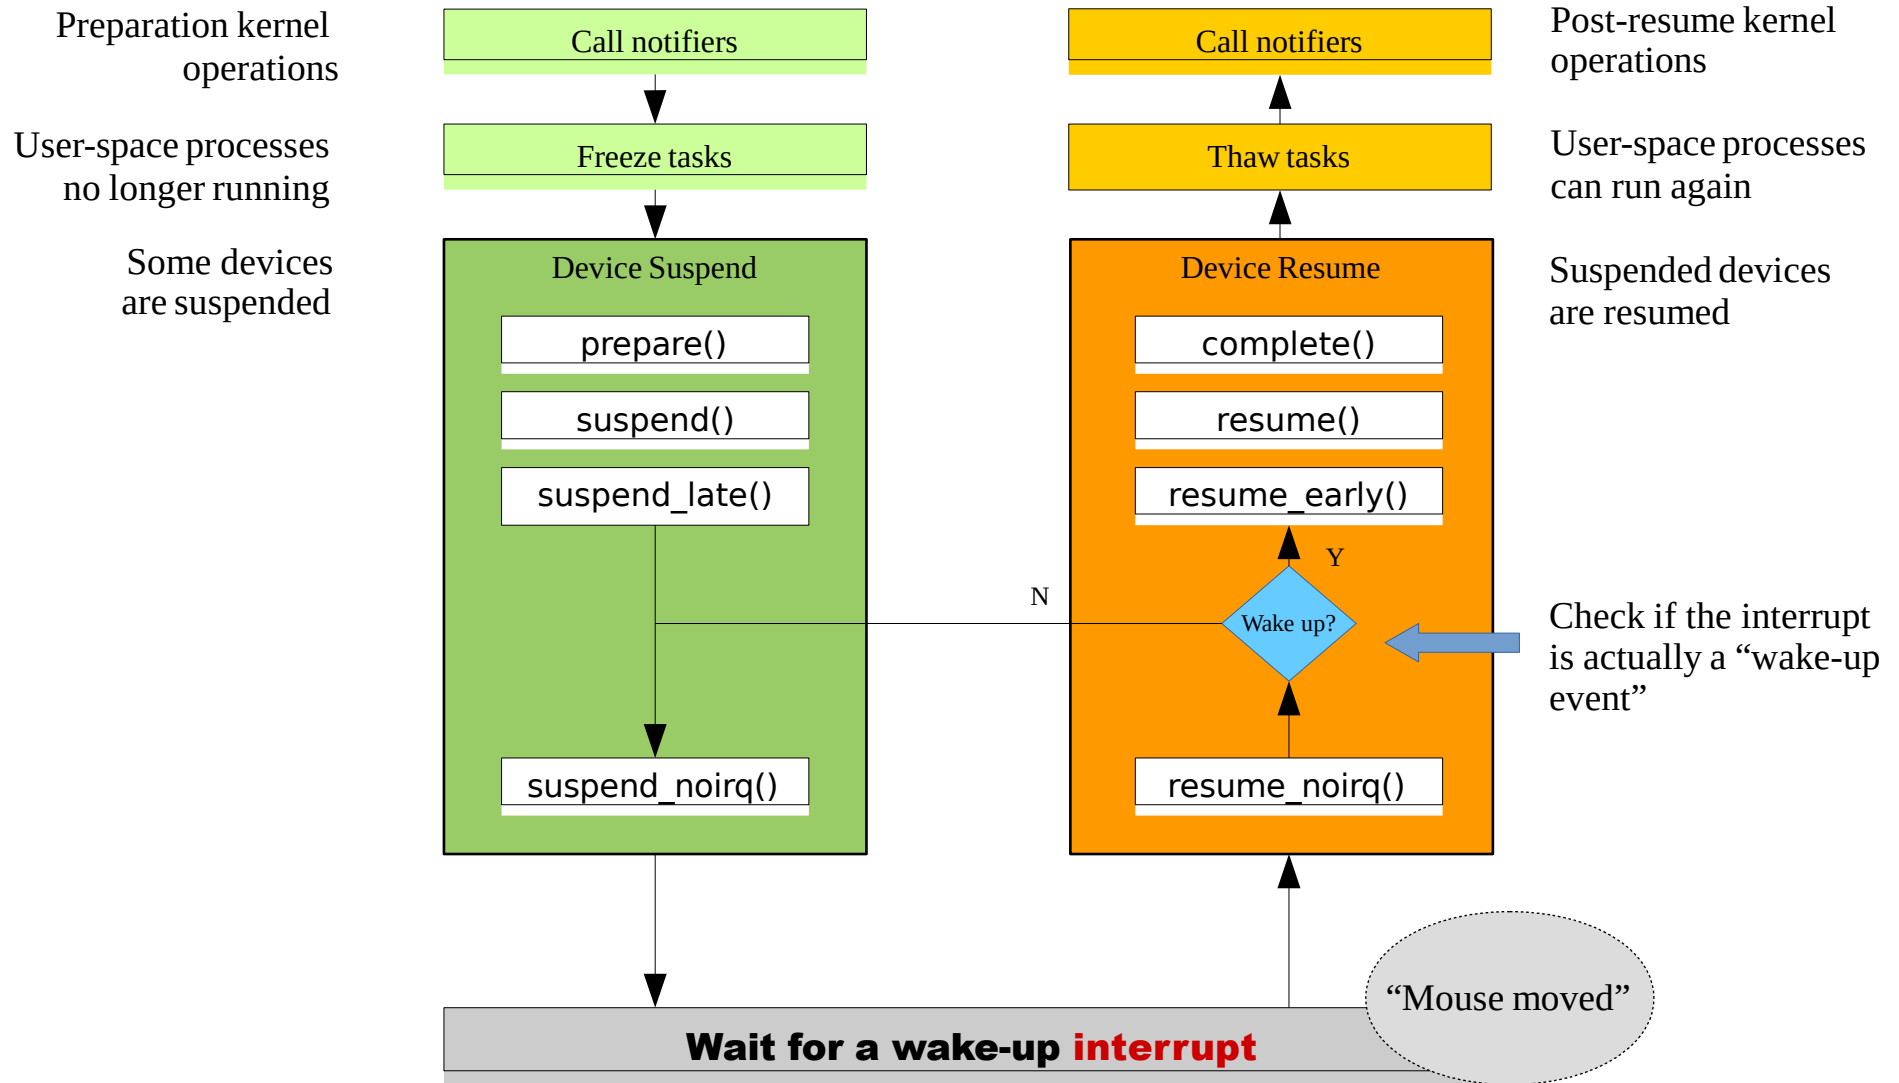 Preparation kernel
operations
Call notifiers
Call notifiers
Post-resume kernel
operations
User-space processes
no longer running
Freeze tasks
Thaw tasks
User-space processes
can run again
Some devices
are suspended
Device Suspend
prepare()
suspend()
suspend_late()
suspend_noirq()
Device Resume
complete()
resume()
resume_early()
Y
N
Wake up?
resume_noirq()
Suspended devices
are resumed
Check if the interrupt
is actually a “wake-up
event”
“Mouse moved”
Wait for a wake-up interrupt